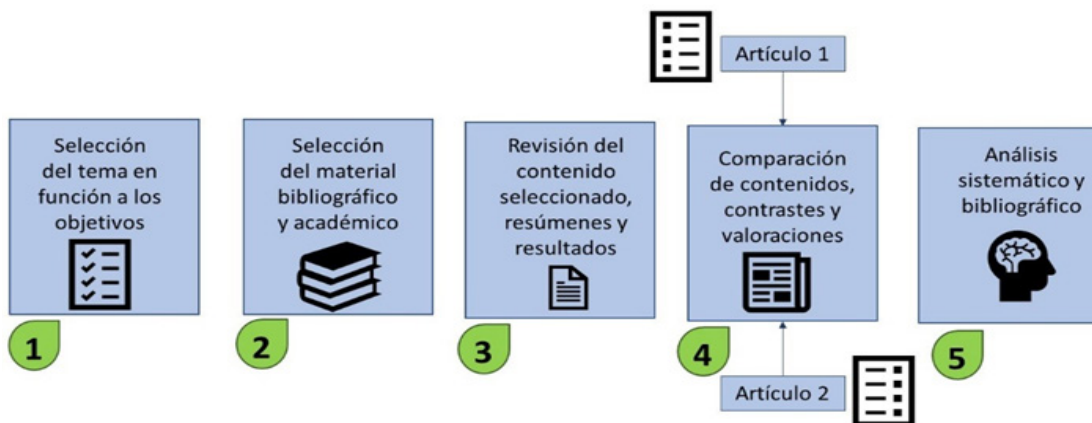 Artículo 1
Selección
del tema en
función a los
objetivos
1
Selección
del material
bibliográfico
y académico
2
Revisión del
contenido
seleccionado,
resúmenes y
resultados
3
Comparación
de contenidos,
contrastes y
valoraciones
4
Artículo 2
Análisis
sistemático y
bibliográfico
5